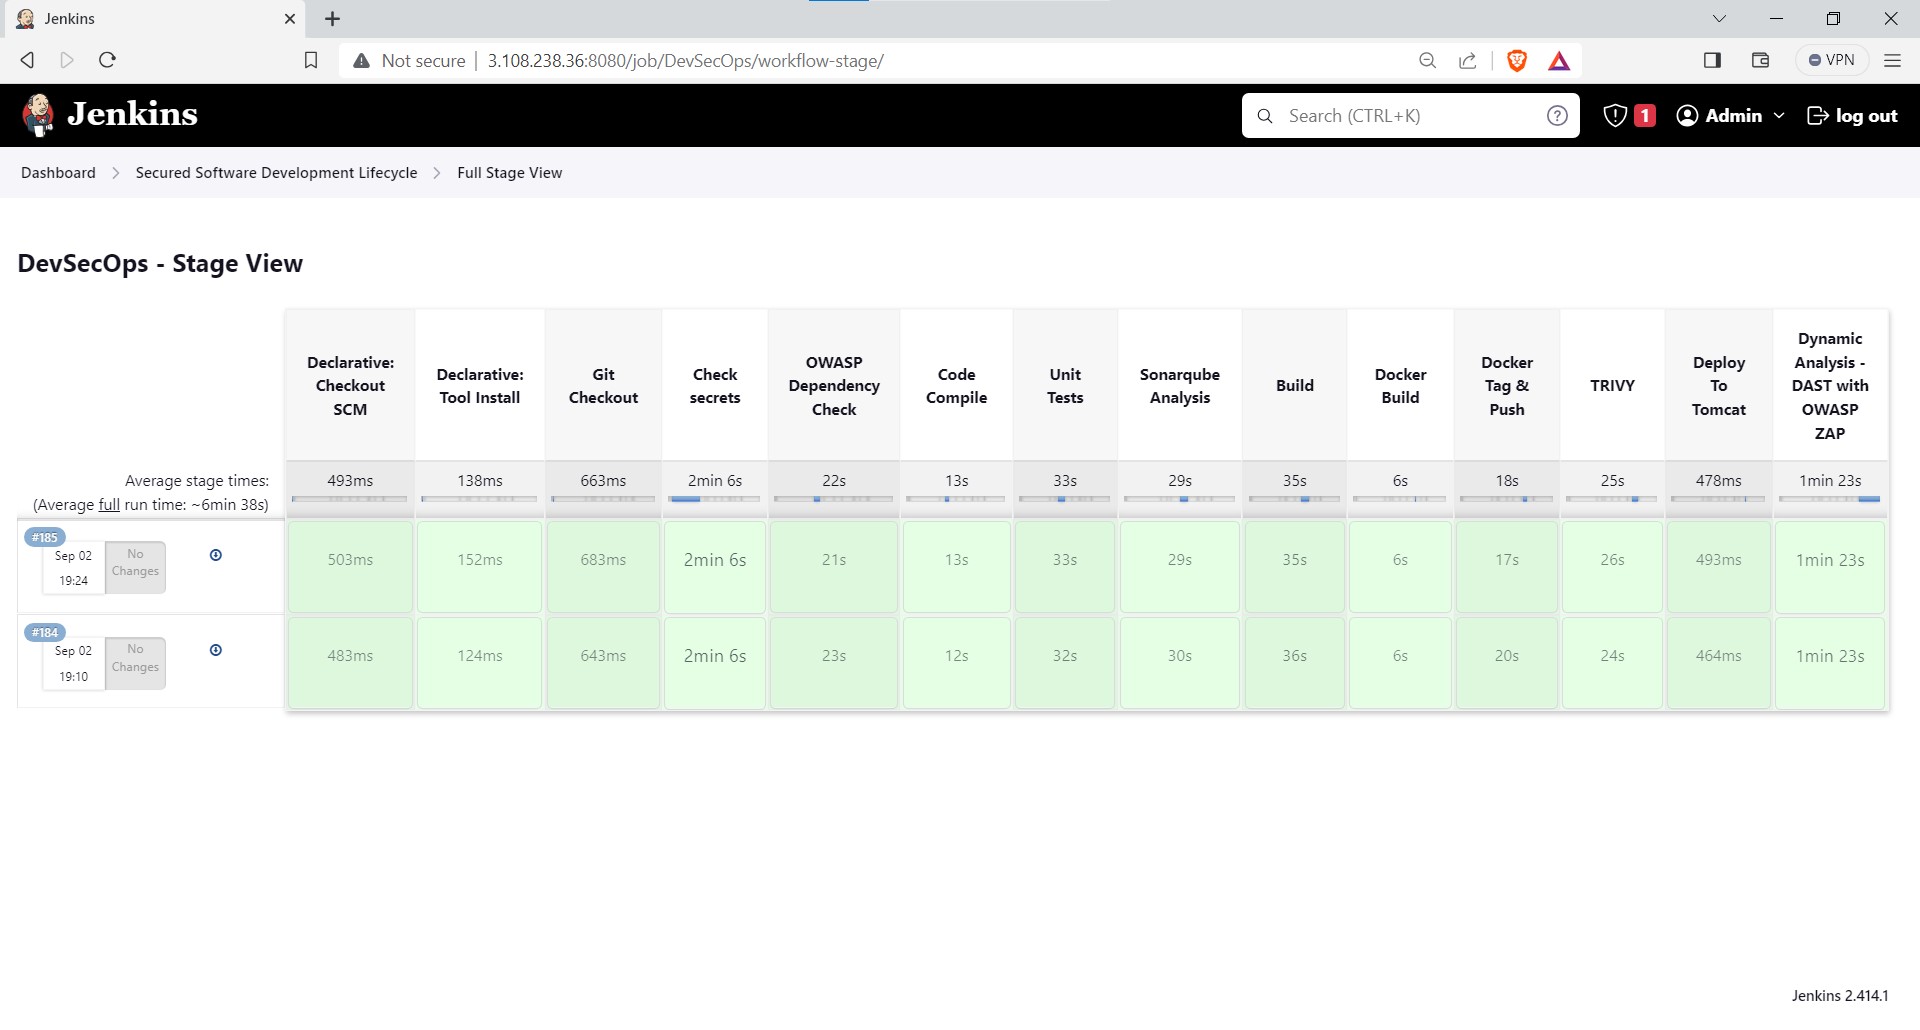 Jenkins
Not secure
3.108.238.36:8080/job/DevSecOps/workflow-stage/
VPN
Jenkins
Search (CTRL+K)
1
Admin
log out
Dashboard
Secured Software Development Lifecycle
Full Stage View
DevSecOps - Stage View
Declarative:
Checkout
SCM
Declarative:
Tool Install
Git
Checkout
Check
secrets
OWASP
Dependency
Check
Code
Compile
Unit
Tests
Sonarqube
Analysis
Build
Docker
Build
Docker
Tag &
Push
TRIVY
Deploy
To
Tomcat
Dynamic
Analysis -
DAST with
OWASP
ZAP
Average stage times:
(Average full run time: ~6min 38s)
493ms
138ms
663ms
2min 6s
22s
13s
33s
29s
35s
6s
18s
25s
478ms
1min 23s
#185
Sep 02
19:24
No
Changes
503ms
152ms
683ms
2min 6s
21s
13s
33s
29s
35s
6s
17s
26s
493ms
1min 23s
#184
Sep 02
19:10
No
Changes
483ms
124ms
643ms
2min 6s
23s
12s
32s
30s
36s
6s
20s
24s
464ms
1min 23s
Jenkins 2.414.1